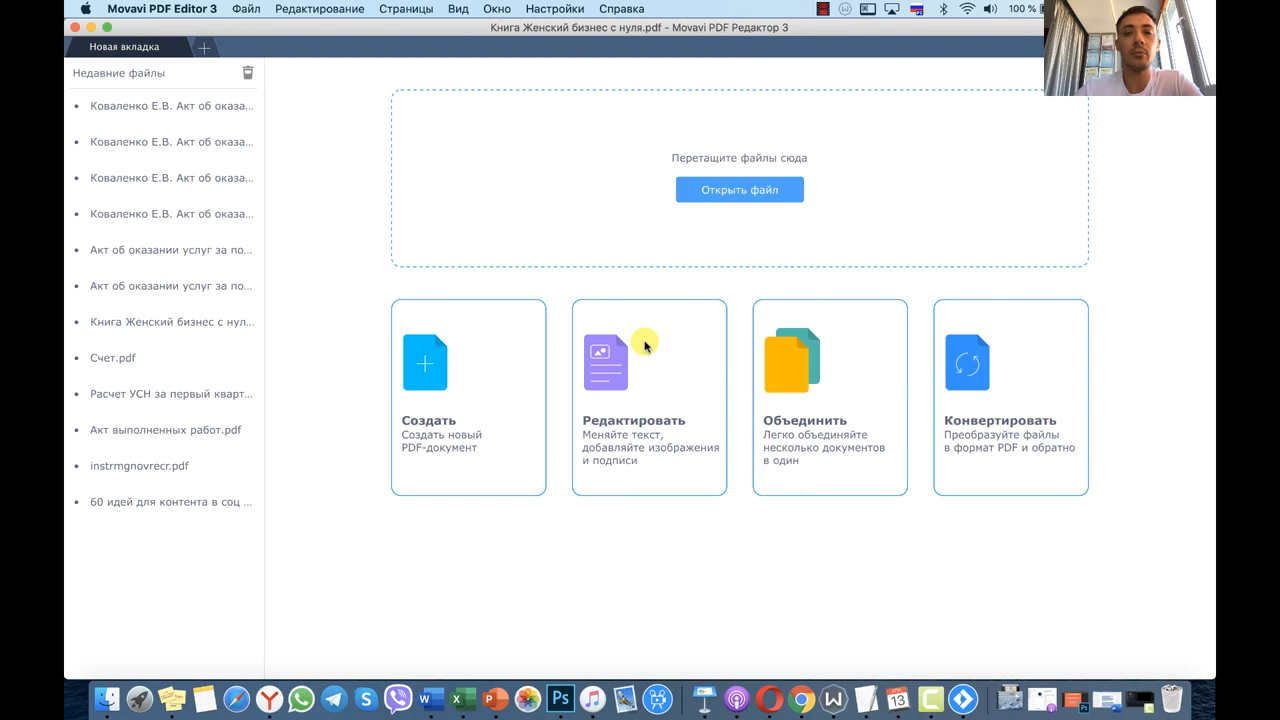 Movavi PDF Editor 3 Файл Редактирование Страницы Вид Окно Настройки Справка 100 %
Книга Женский бизнес с нуля.pdf - Movavi PDF Редактор 3
Новая вкладка
Недавние файлы
Коваленко Е.В. Акт об оказа...
Коваленко Е.В. Акт об оказа...
Коваленко Е.В. Акт об оказа...
Коваленко Е.В. Акт об оказа...
Акт об оказании услуг за по...
Акт об оказании услуг за по...
Книга Женский бизнес с нул...
Счет.pdf
Расчет УСН за первый кварт...
Акт выполненных работ.pdf
instrmgnovrecr.pdf
60 идей для контента в соц ...
Перетащите файлы сюда
Открыть файл
Создать
Создать новый
PDF-документ
Редактировать
Меняйте текст,
добавляйте изображения
и подписи
Объединить
Легко объединяйте
несколько документов
в один
Конвертировать
Преобразуйте файлы
в формат PDF и обратно
Ps
13